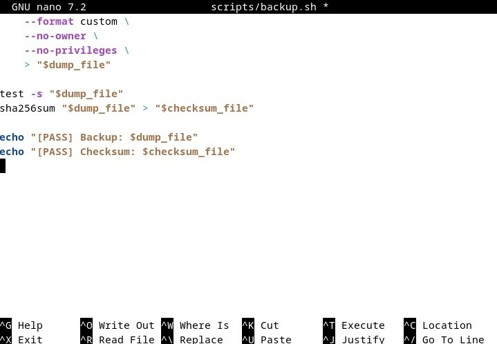 GNU nano 7.2 scripts/backup.sh *
--format custom \
--no-owner \
--no-privileges \
> "$dump_file"
test -s "$dump_file"
sha256sum "$dump_file" > "$checksum_file"
echo "[PASS] Backup: $dump_file"
echo "[PASS] Checksum: $checksum_file"
^G Help ^O Write Out ^W Where Is ^K Cut ^T Execute ^C Location
^X Exit ^R Read File ^\ Replace ^U Paste ^J Justify ^/ Go To Line